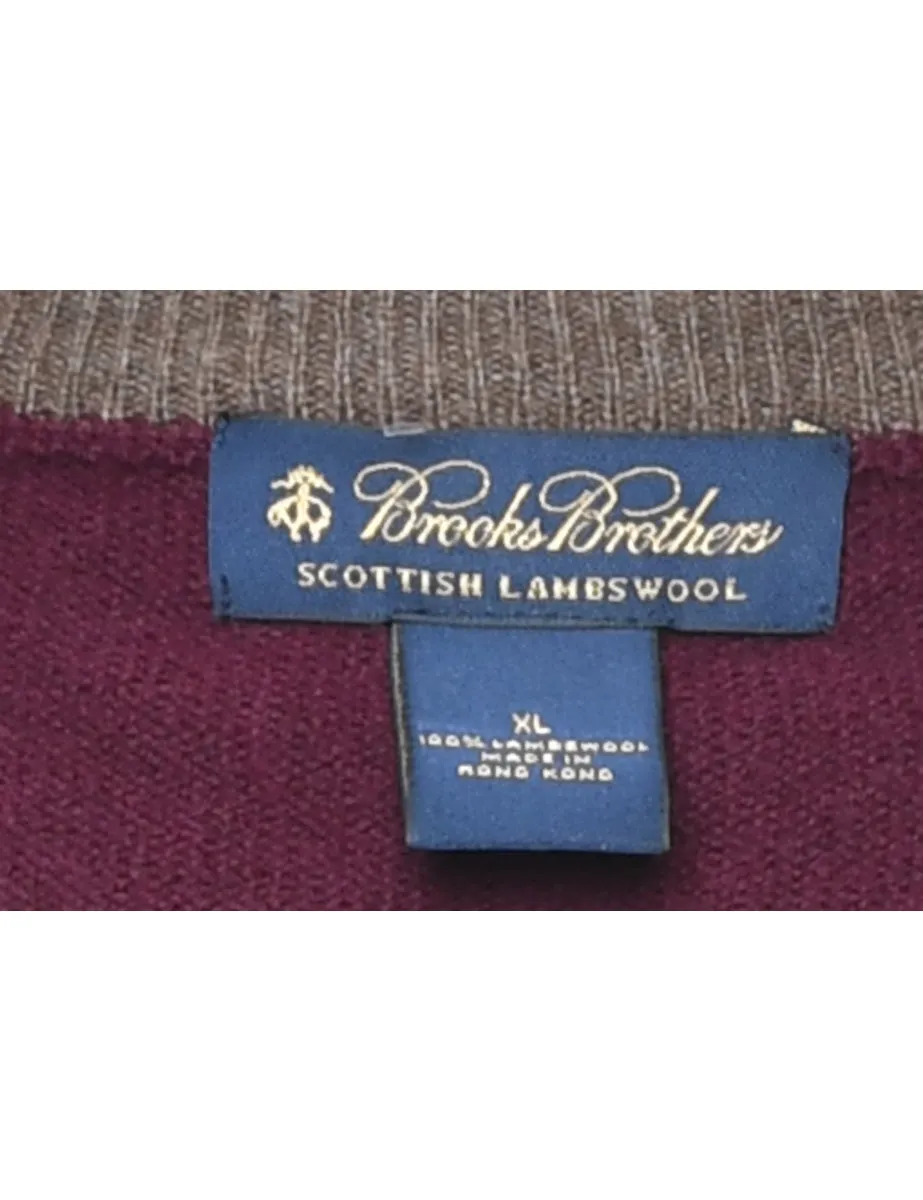 Brooks Brothers
SCOTTISH LAMBSWOOL
XL
100% LAMBSWOOL
MADE IN
HONG KONG